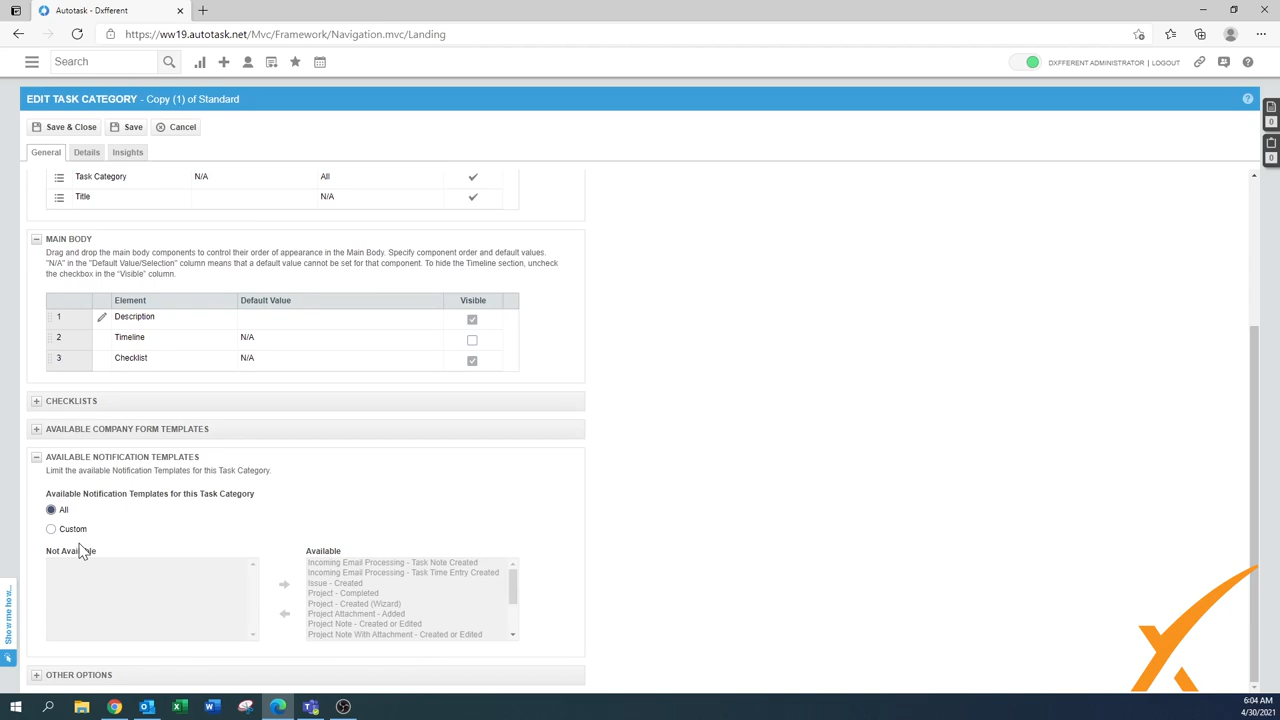 Autotask - Dxfferent
https://ww19.autotask.net/Mvc/Framework/Navigation.mvc/Landing
Search
DXFFERENT ADMINISTRATOR | LOGOUT
EDIT TASK CATEGORY - Copy (1) of Standard
Save & Close Save Cancel
General Details Insights
0
0
Task Category N/A All
Title N/A
MAIN BODY
Drag and drop the main body components to control their order of appearance in the Main Body. Specify component order and default values.
"N/A" in the "Default Value/Selection" column means that a default value cannot be set for that component. To hide the Timeline section, uncheck
the checkbox in the "Visible" column.
Element Default Value Visible
1 Description
2 Timeline N/A
3 Checklist N/A
CHECKLISTS
AVAILABLE COMPANY FORM TEMPLATES
AVAILABLE NOTIFICATION TEMPLATES
Limit the available Notification Templates for this Task Category.
Available Notification Templates for this Task Category
All
Custom
Not Available Available
Incoming Email Processing - Task Note Created
Incoming Email Processing - Task Time Entry Created
Issue - Created
Project - Completed
Project - Created (Wizard)
Project Attachment - Added
Project Note - Created or Edited
Project Note With Attachment - Created or Edited
Show me how...
OTHER OPTIONS
6:04 AM
4/30/2021